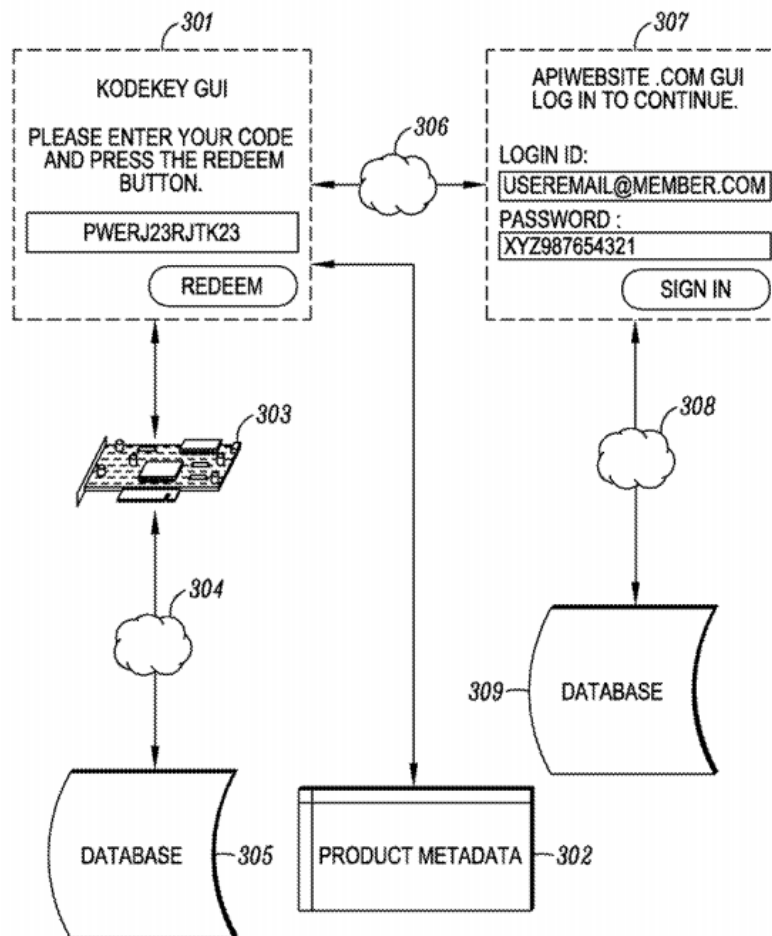 301
KODEKEY GUI
PLEASE ENTER YOUR CODE
AND PRESS THE REDEEM
BUTTON.
PWERJ23RJTK23
REDEEM
306
307
APIWEBSITE .COM GUI
LOG IN TO CONTINUE.
LOGIN ID:
USEREMAIL@MEMBER.COM
PASSWORD :
XYZ987654321
SIGN IN
303
308
304
309
DATABASE
DATABASE
305
PRODUCT METADATA
302